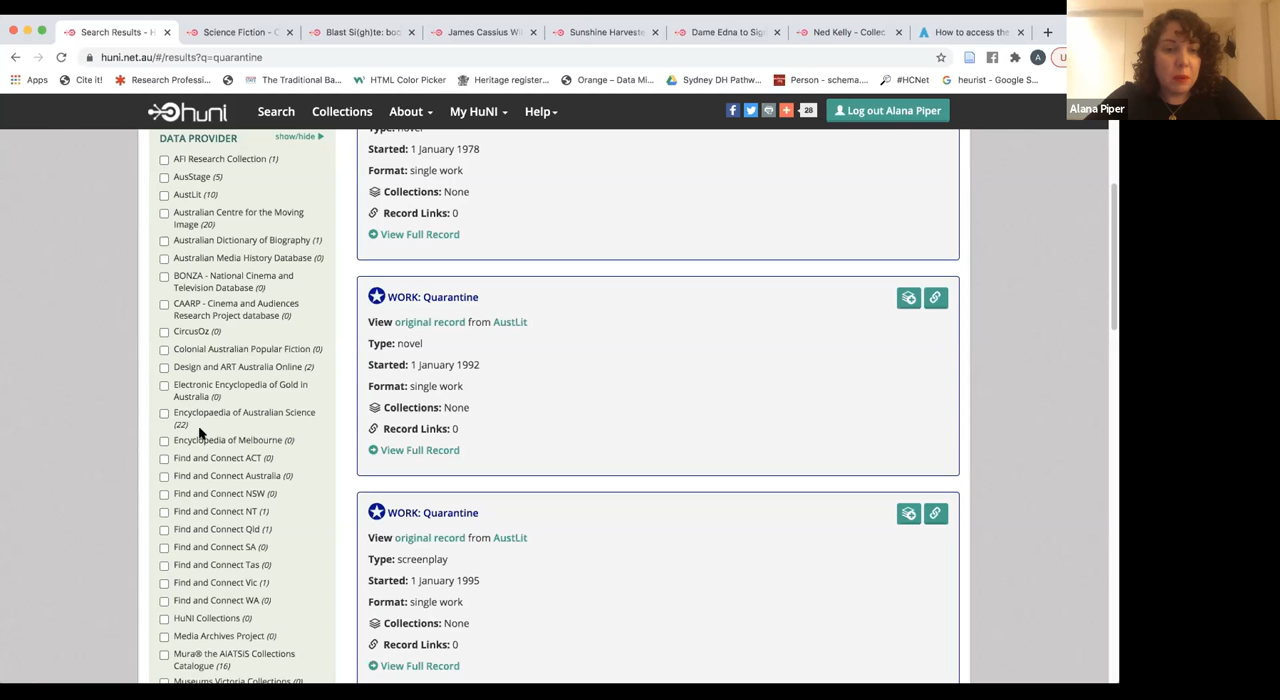 Search Results - H
Science Fiction - C
Blast Si(gh)te: boo
James Cassius Wi
Sunshine Harveste
Dame Edna to Sig
Ned Kelly - Collec
How to access the
huni.net.au/#/results?q=quarantine
A
Apps
Cite it!
Research Professi...
The Traditional Ba...
HTML Color Picker
Heritage register...
Orange – Data Mi...
Sydney DH Pathw...
Person - schema....
#HCNet
heurist - Google S...
Alana Piper
huni
Search
Collections
About
My HuNI
Help
28
Log out Alana Piper
DATA PROVIDER
show/hide
AFI Research Collection (1)
AusStage (5)
AustLit (10)
Australian Centre for the Moving
Image (20)
Australian Dictionary of Biography (1)
Australian Media History Database (0)
BONZA - National Cinema and
Television Database (0)
CAARP - Cinema and Audiences
Research Project database (0)
CircusOz (0)
Colonial Australian Popular Fiction (0)
Design and ART Australia Online (2)
Electronic Encyclopedia of Gold in
Australia (0)
Encyclopaedia of Australian Science
(22)
Encyclopedia of Melbourne (0)
Find and Connect ACT (0)
Find and Connect Australia (0)
Find and Connect NSW (0)
Find and Connect NT (1)
Find and Connect Qld (1)
Find and Connect SA (0)
Find and Connect Tas (0)
Find and Connect Vic (1)
Find and Connect WA (0)
HuNI Collections (0)
Media Archives Project (0)
Mura® the AIATSIS Collections
Catalogue (16)
Museums Victoria Collections (0)
Type: novel
Started: 1 January 1978
Format: single work
Collections: None
Record Links: 0
View Full Record
WORK: Quarantine
View original record from AustLit
Type: novel
Started: 1 January 1992
Format: single work
Collections: None
Record Links: 0
View Full Record
WORK: Quarantine
View original record from AustLit
Type: screenplay
Started: 1 January 1995
Format: single work
Collections: None
Record Links: 0
View Full Record